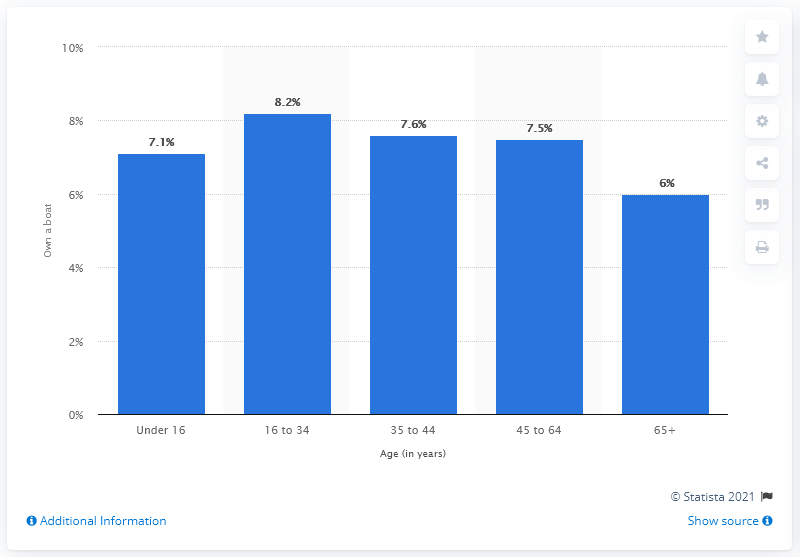 10%
8%
6%
4%
2%
0%
Own a boat
7.1%
8.2%
7.6%
7.5%
6%
Under 16
16 to 34
35 to 44
45 to 64
65+
Age (in years)
© Statista 2021
Additional Information
Show source